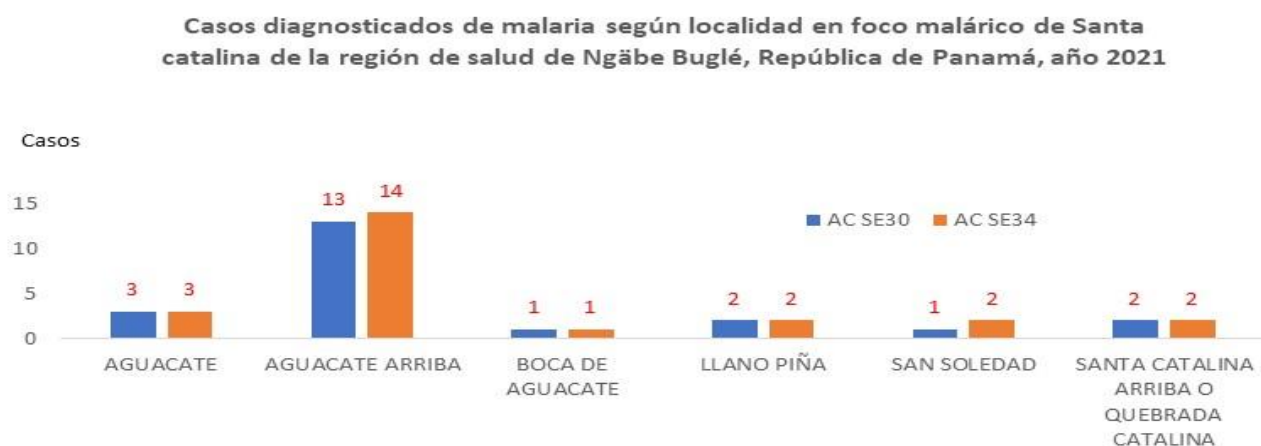 Casos diagnosticados de malaria según localidad en foco malárico de Santa
catalina de la región de salud de Ngäbe Buglé, República de Panamá, año 2021
Casos
15
10
5
0
AC SE30 AC SE34
3 3
13 14
1 1
2 2
1 2
2 2
AGUACATE
AGUACATE ARRIBA
BOCA DE
AGUACATE
LLANO PIÑA
SAN SOLEDAD
SANTA CATALINA
ARRIBA O
QUEBRADA
CATALINA